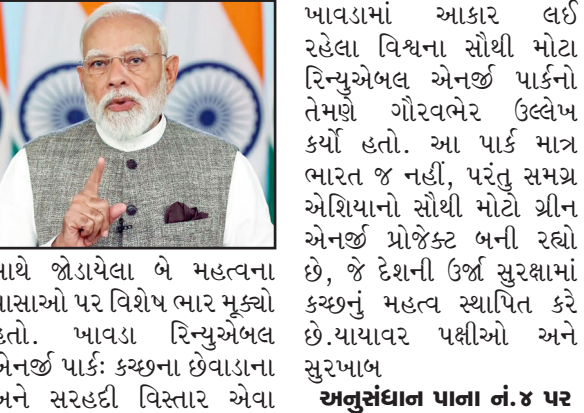 સાથે જોડાયેલા બે મહત્વના
પાસાઓ પર વિશેષ ભાર મૂક્યો
હતો. ખાવડા રિન્યુએબલ
એનર્જી પાર્કઃ કચ્છના છેવાડાના
અને સરહદી વિસ્તાર એવા
ખાવડામાં આકાર લઈ
રહેલા વિશ્વના સૌથી મોટા
રિન્યુએબલ એનર્જી પાર્કનો
તેમણે ગૌરવભેર ઉલ્લેખ
કર્યો હતો. આ પાર્ક માત્ર
ભારત જ નહીં, પરંતુ સમગ્ર
એશિયાનો સૌથી મોટો ગ્રીન
એનર્જી પ્રોજેક્ટ બની રહ્યો
છે, જે દેશની ઉર્જા સુરક્ષામાં
કચ્છનું મહત્વ સ્થાપિત કરે
છે.યાયાવર પક્ષીઓ અને
સુરખાબ
અનુસંધાન પાના નં.૪ પર